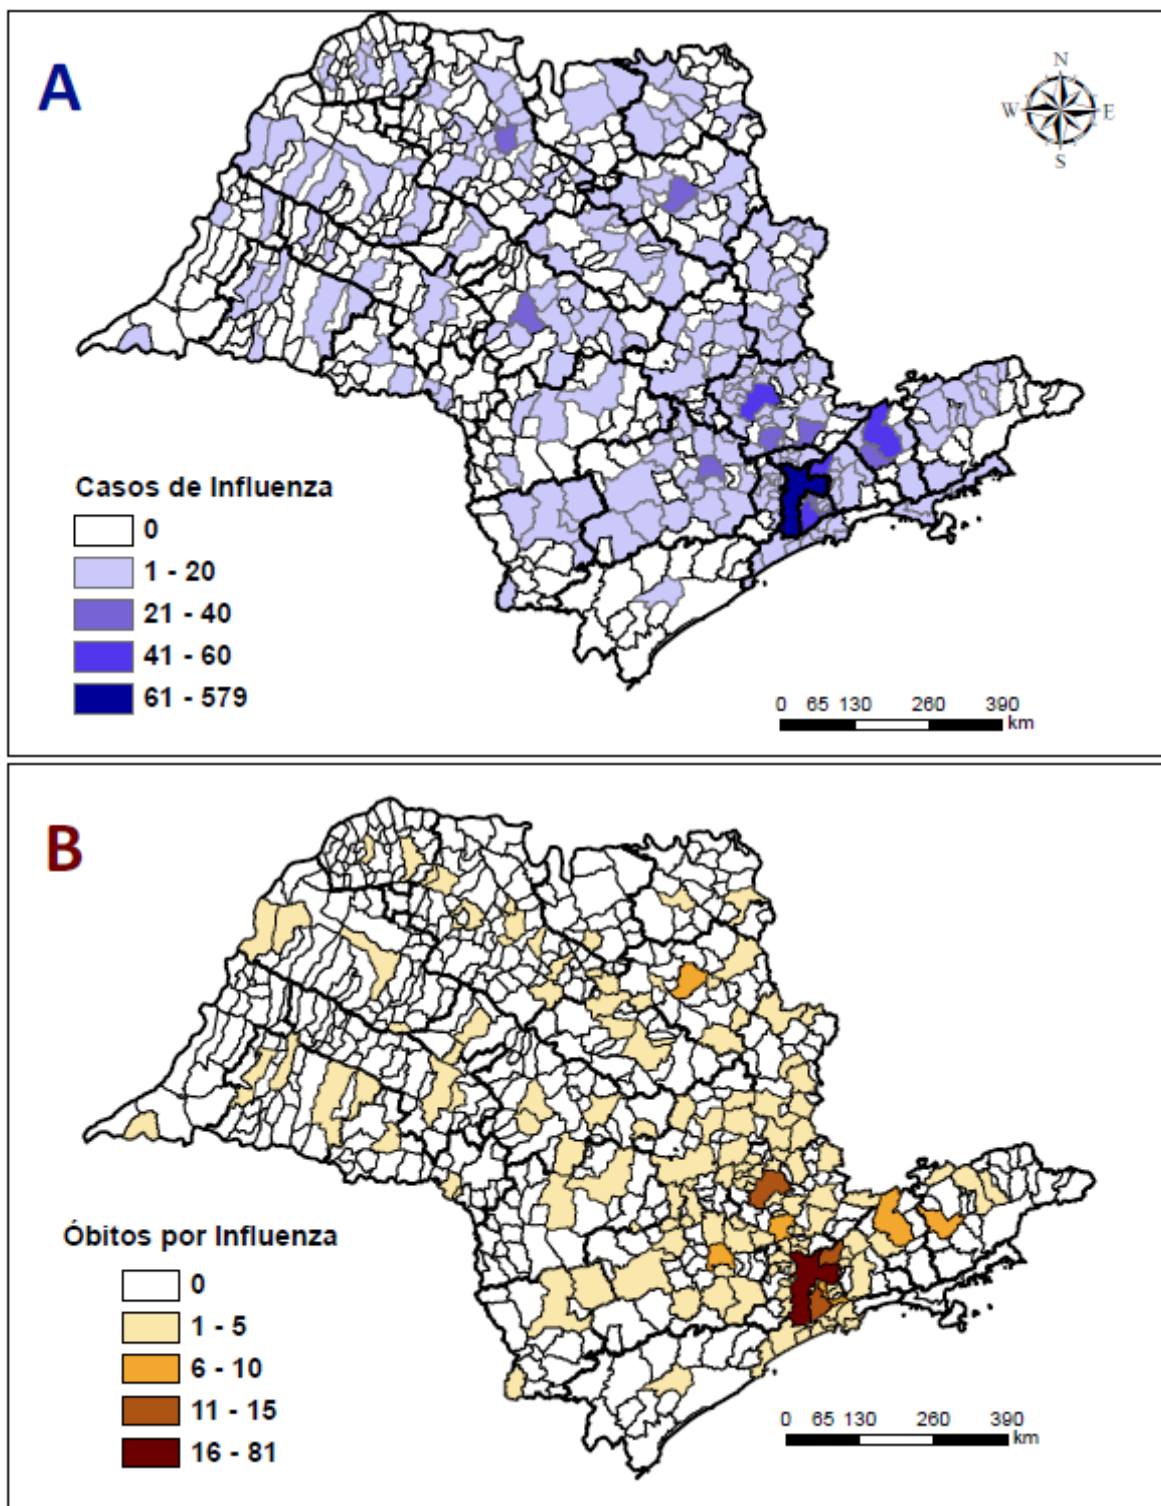 A
N
W E
S
Casos de Influenza
0
1 - 20
21 - 40
41 - 60
61 - 579
0 65 130 260 390
km
B
Óbitos por Influenza
0
1 - 5
6 - 10
11 - 15
16 - 81
0 65 130 260 390
km